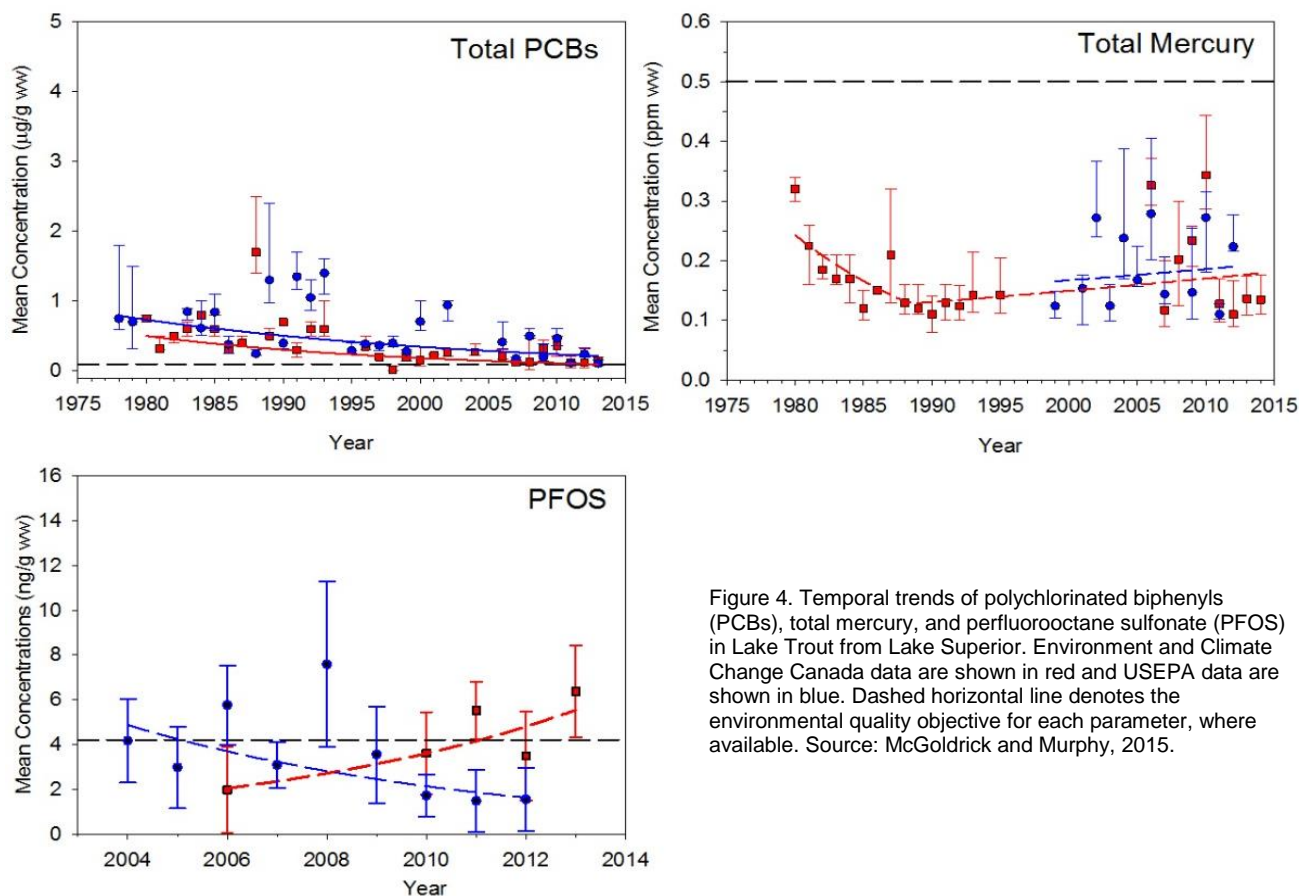 Total PCBs
Mean Concentration (µg/g ww)
5
4
3
2
1
0
1975 1980 1985 1990 1995 2000 2005 2010 2015
Year
Total Mercury
Mean Concentration (ppm ww)
0.6
0.5
0.4
0.3
0.2
0.1
0.0
1975 1980 1985 1990 1995 2000 2005 2010 2015
Year
PFOS
Mean Concentrations (ng/g ww)
16
14
12
10
8
6
4
2
0
2004 2006 2008 2010 2012 2014
Year
Figure 4. Temporal trends of polychlorinated biphenyls
(PCBs), total mercury, and perfluorooctane sulfonate (PFOS)
in Lake Trout from Lake Superior. Environment and Climate
Change Canada data are shown in red and USEPA data are
shown in blue. Dashed horizontal line denotes the
environmental quality objective for each parameter, where
available. Source: McGoldrick and Murphy, 2015.